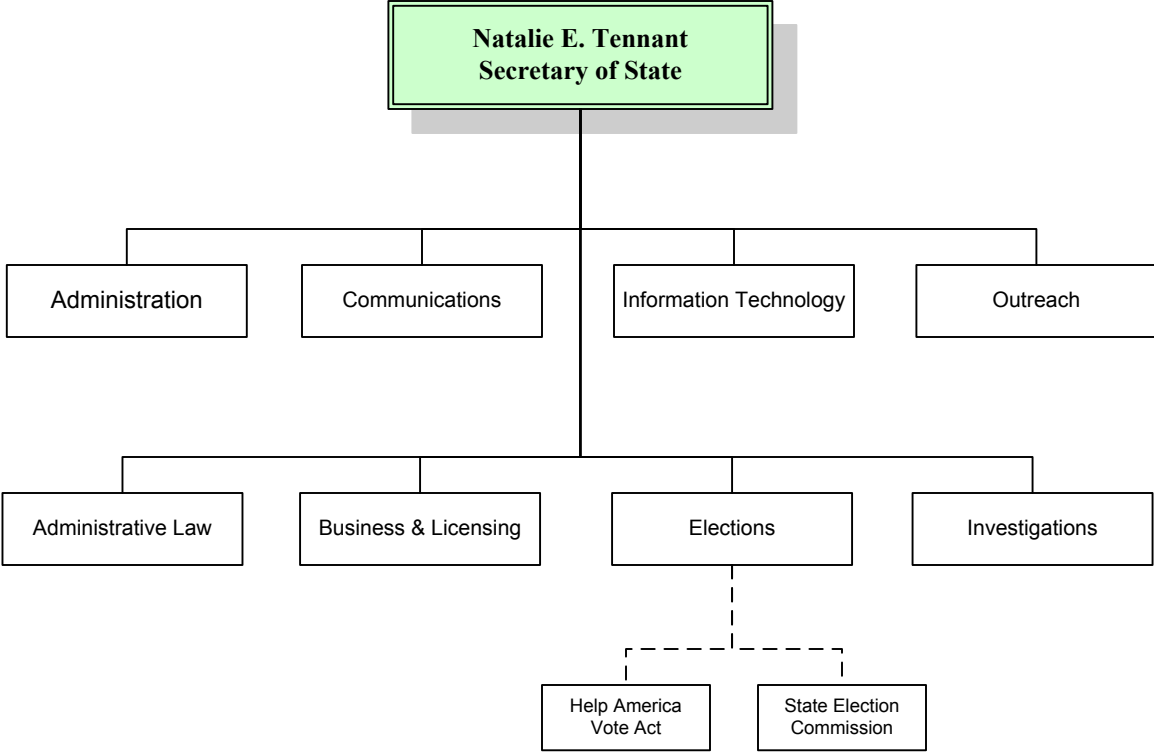 Natalie E. Tennant
Secretary of State
Administration
Communications
Information Technology
Outreach
Administrative Law
Business & Licensing
Elections
Investigations
Help America
Vote Act
State Election
Commission